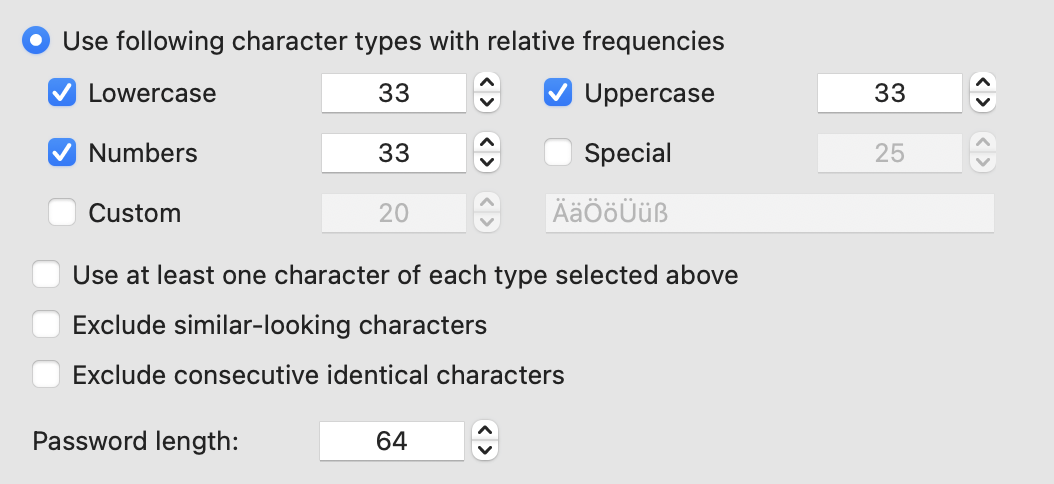 Use following character types with relative frequencies
Lowercase 33 Uppercase 33
Numbers 33 Special 25
Custom 20 ÄäÖöÜüß
Use at least one character of each type selected above
Exclude similar-looking characters
Exclude consecutive identical characters
Password length: 64